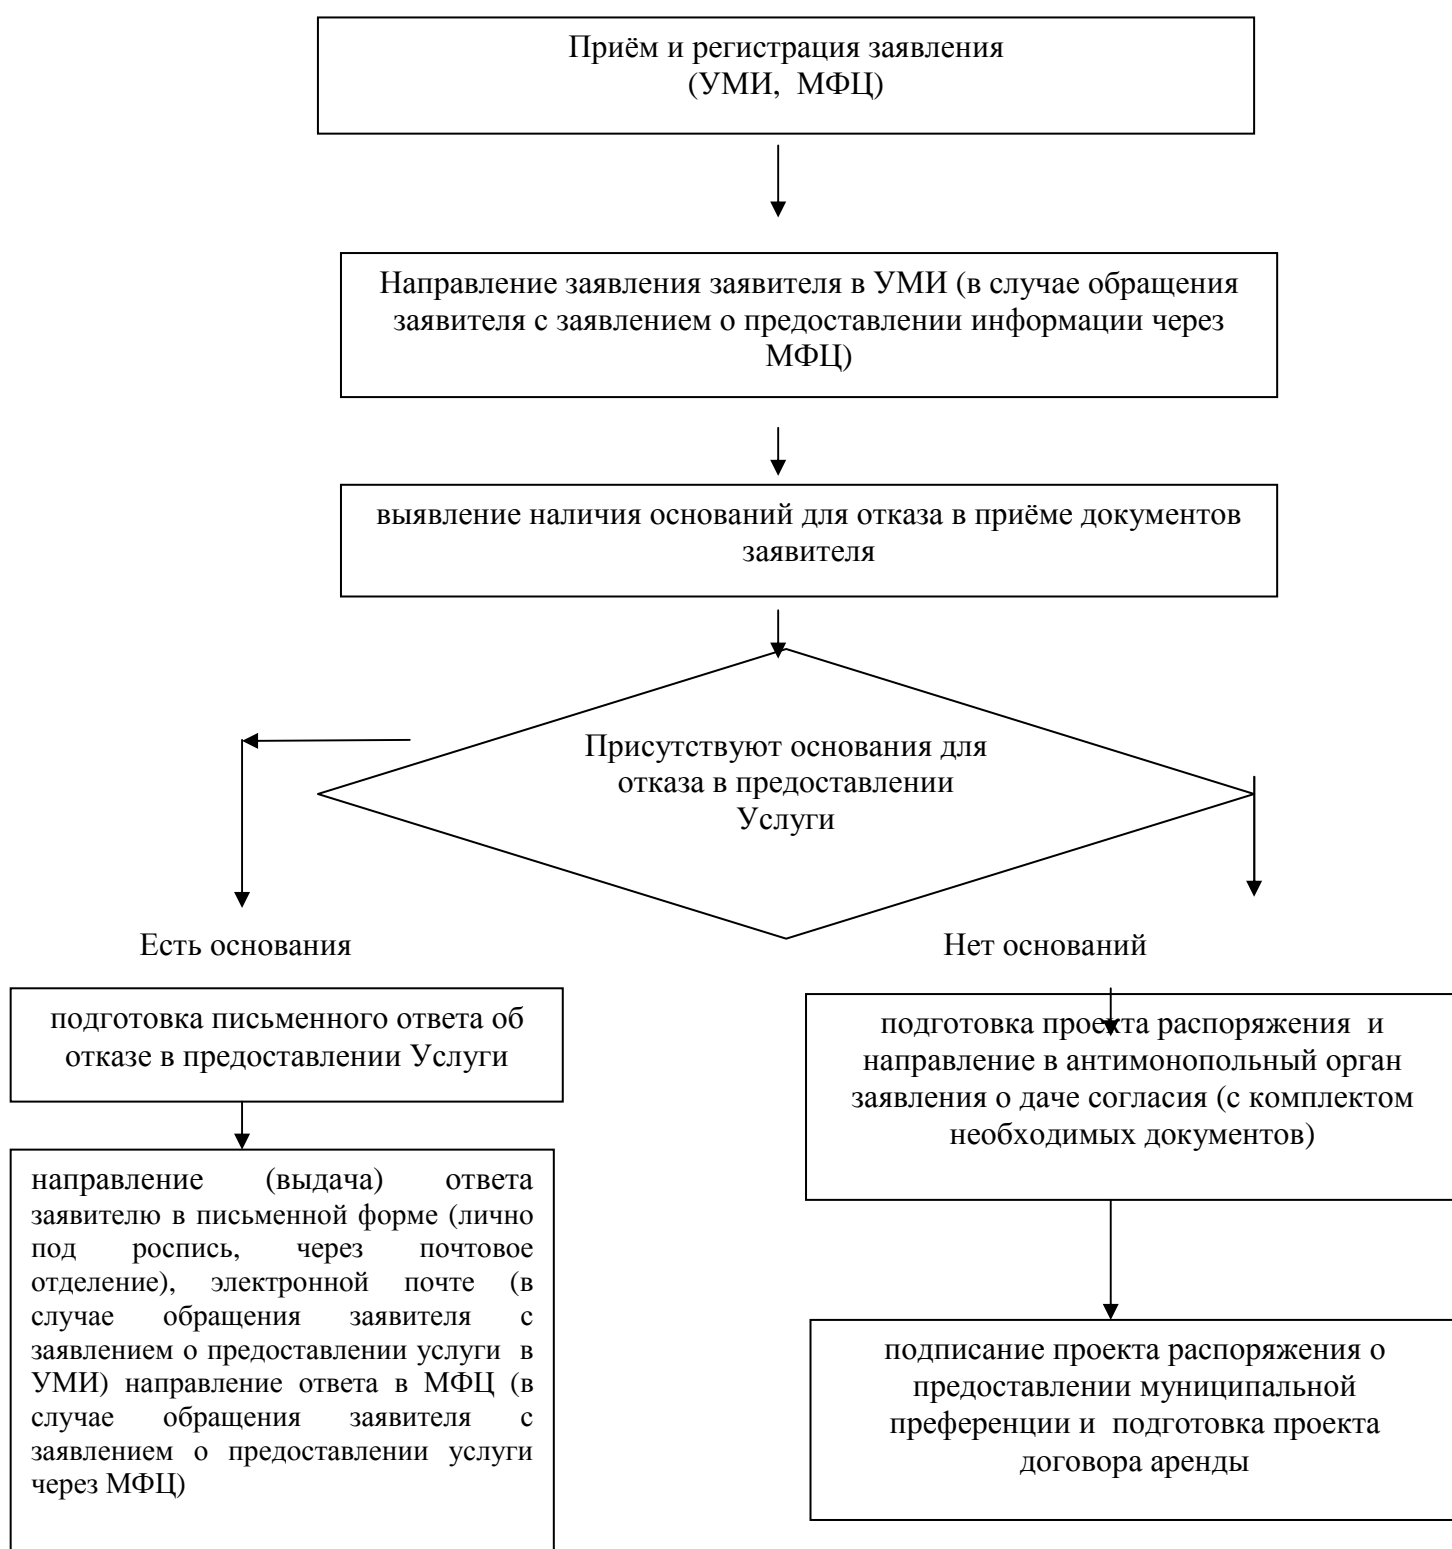 Приём и регистрация заявления
(УМИ, МФЦ)
Направление заявления заявителя в УМИ (в случае обращения
заявителя с заявлением о предоставлении информации через
МФЦ)
выявление наличия оснований для отказа в приёме документов
заявителя
Присутствуют основания для
отказа в предоставлении
Услуги
Есть основания
Нет оснований
подготовка письменного ответа об
отказе в предоставлении Услуги
направление (выдача) ответа
заявителю в письменной форме (лично
под роспись, через почтовое
отделение), электронной почте (в
случае обращения заявителя с
заявлением о предоставлении услуги в
УМИ) направление ответа в МФЦ (в
случае обращения заявителя с
заявлением о предоставлении услуги
через МФЦ)
подготовка проекта распоряжения и
направление в антимонопольный орган
заявления о даче согласия (с комплектом
необходимых документов)
подписание проекта распоряжения о
предоставлении муниципальной
преференции и подготовка проекта
договора аренды